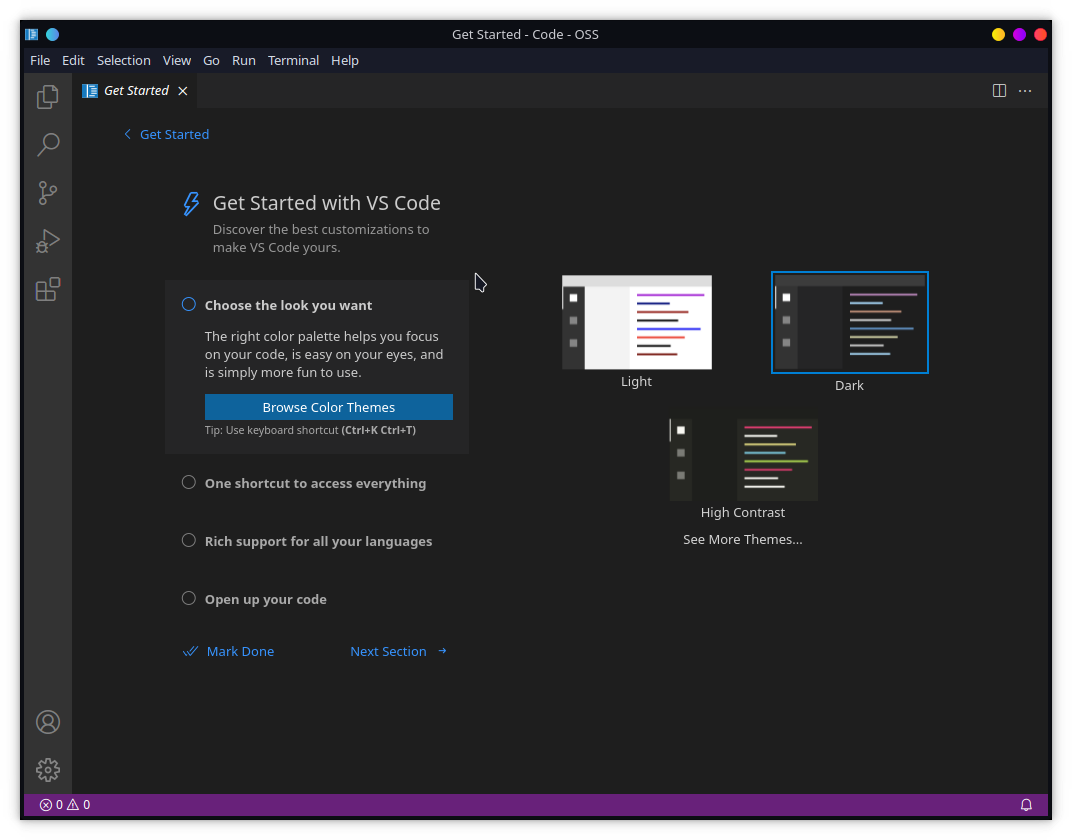 Get Started - Code - OSS
File Edit Selection View Go Run Terminal Help
Get Started
Get Started
Get Started with VS Code
Discover the best customizations to
make VS Code yours.
Choose the look you want
The right color palette helps you focus
on your code, is easy on your eyes, and
is simply more fun to use.
Browse Color Themes
Tip: Use keyboard shortcut (Ctrl+K Ctrl+T)
One shortcut to access everything
Rich support for all your languages
Open up your code
Mark Done
Next Section
Light
Dark
High Contrast
See More Themes...
0 0